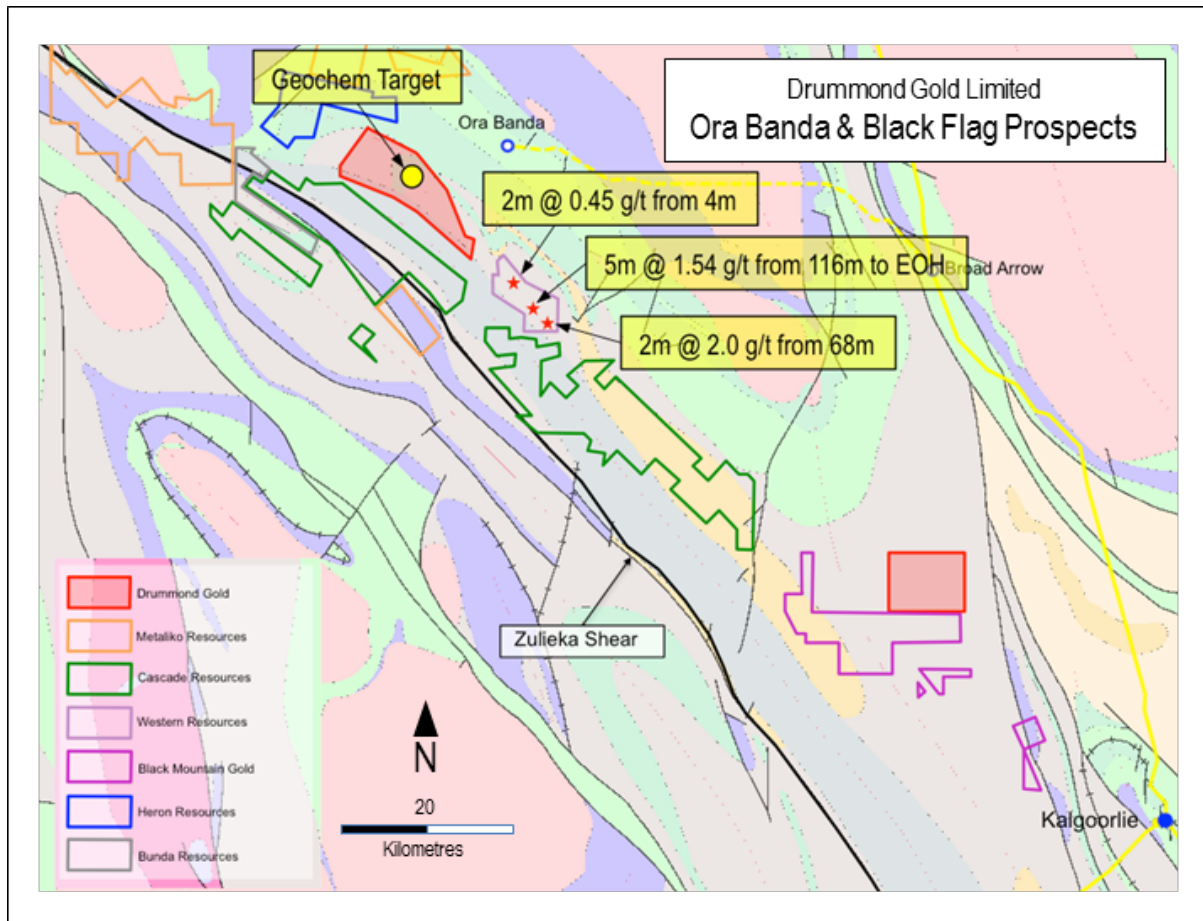 Drummond Gold Limited
Ora Banda & Black Flag Prospects
Geochem Target
Ora Banda
2m @ 0.45 g/t from 4m
5m @ 1.54 g/t from 116m to EOH
Broad Arrow
2m @ 2.0 g/t from 68m
Zulieka Shear
Drummond Gold
Metaliko Resources
Cascade Resources
Western Resources
Black Mountain Gold
Heron Resources
Bunda Resources
N
20
Kilometres
Kalgoorlie